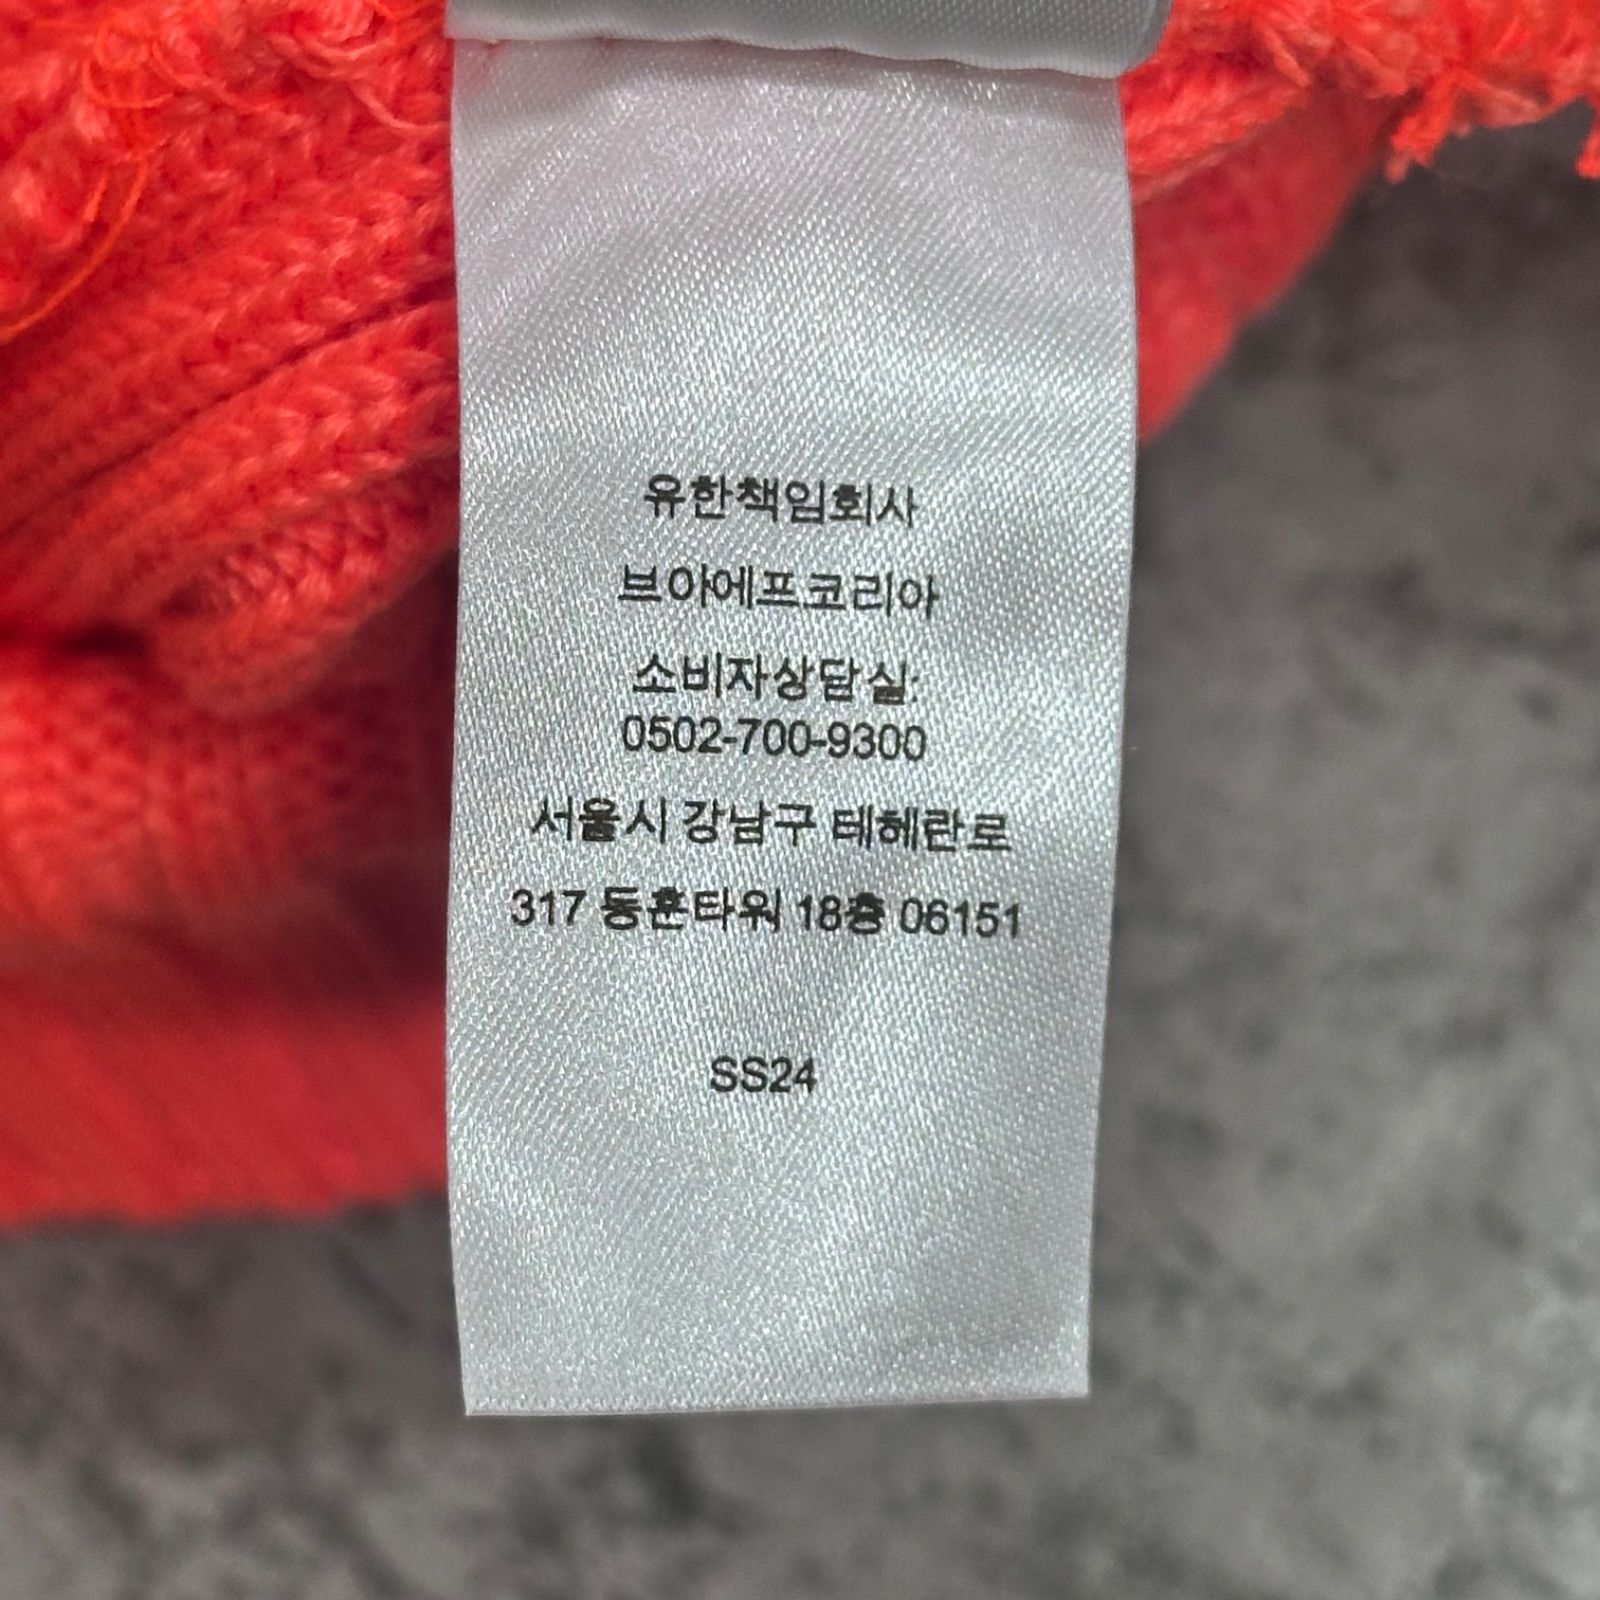 유한책임회사
브이에프코리아
소비자상담실:
0502-700-9300
서울시 강남구 테헤란로
317 동훈타워 18층 06151
SS24